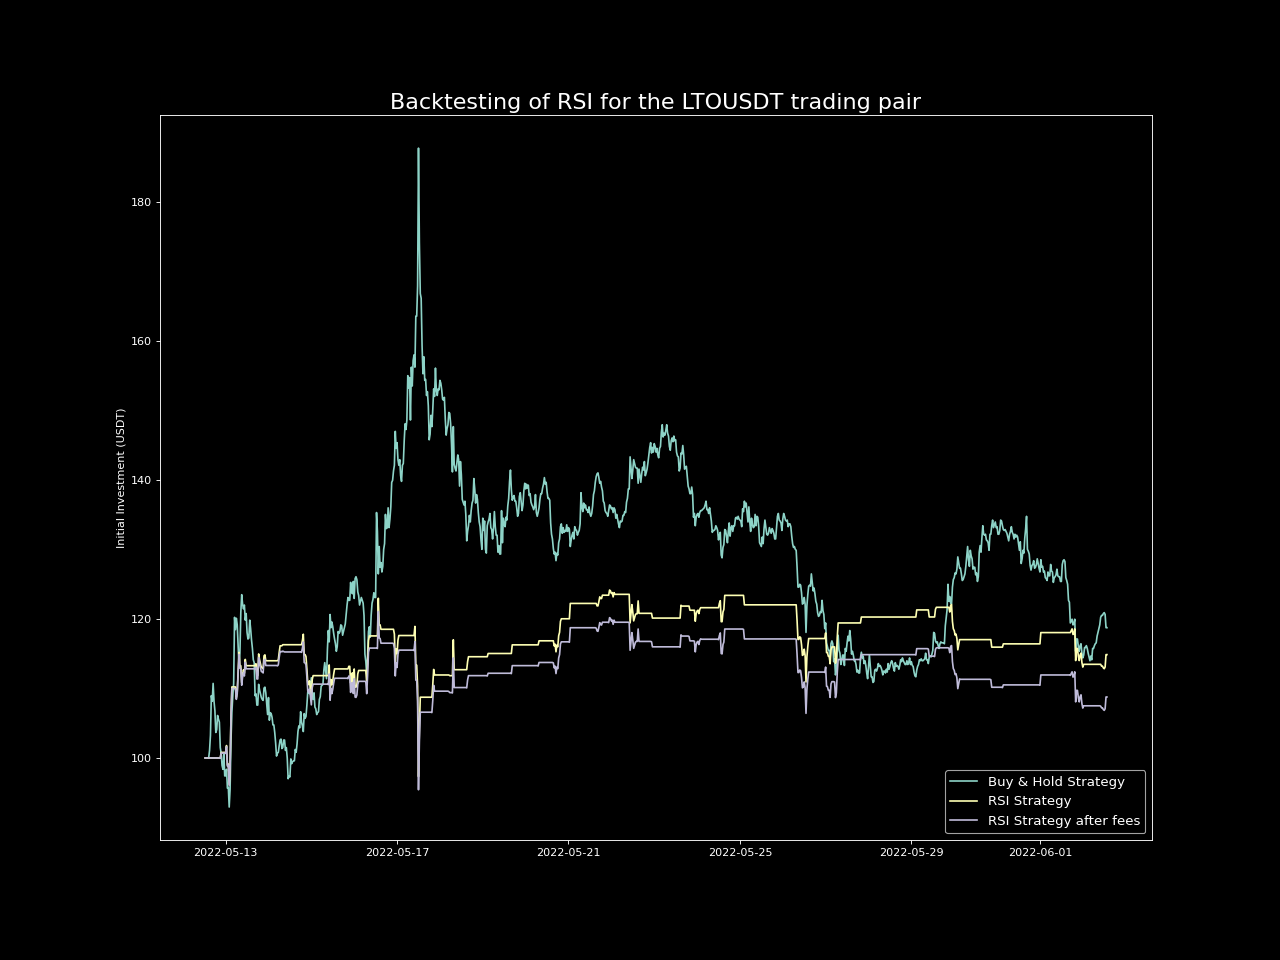 Backtesting of RSI for the LTOUSDT trading pair
180
160
140
120
100
Initial Investment (USDT)
Buy & Hold Strategy
RSI Strategy
RSI Strategy after fees
2022-05-13
2022-05-17
2022-05-21
2022-05-25
2022-05-29
2022-06-01